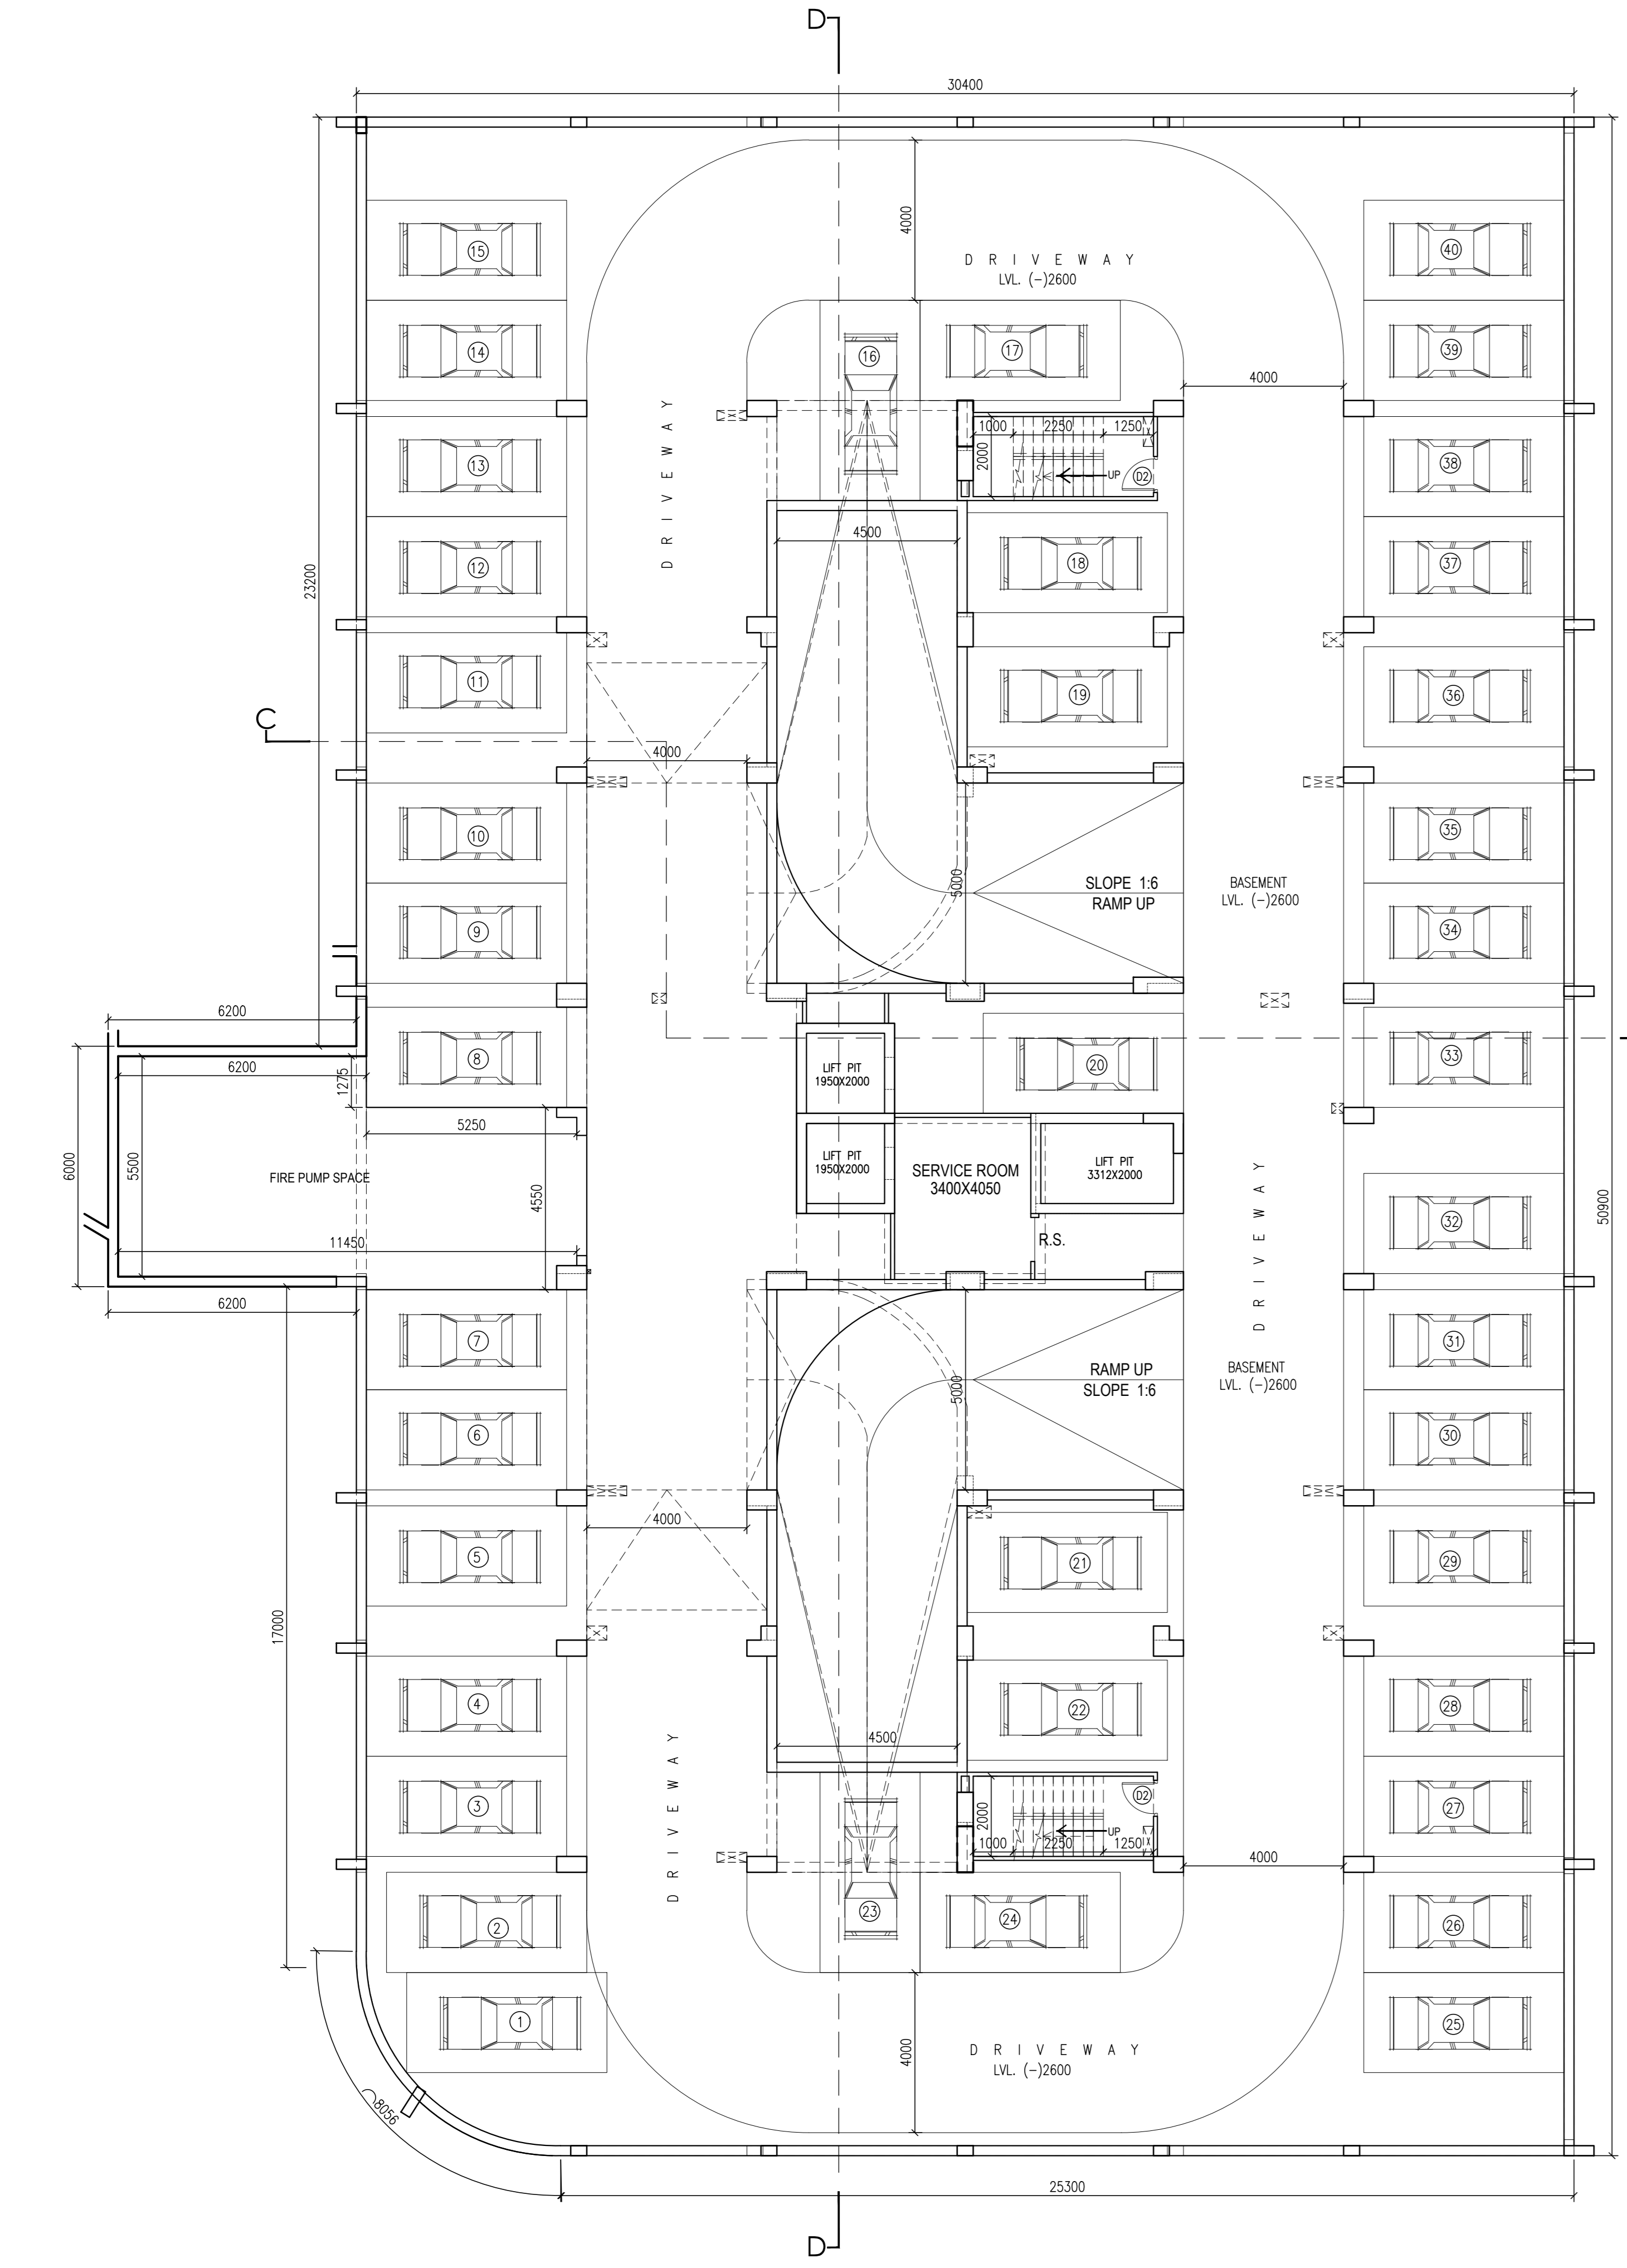 D
30400
15
4000
40
D R I V E W A Y
LVL. (-)2600
14
16
17
39
4000
D R I V E W A Y
1000
2250
1250
2000
UP
D2
13
38
4500
12
18
37
23200
11
19
36
C
4000
10
35
5000
SLOPE 1:6
RAMP UP
BASEMENT
LVL. (-)2600
9
34
6200
8
33
6200
1275
LIFT PIT
1950X2000
20
5250
6000
5500
FIRE PUMP SPACE
4550
LIFT PIT
1950X2000
SERVICE ROOM
3400X4050
LIFT PIT
3312X2000
D R I V E W A Y
50900
32
11450
R.S.
6200
7
31
RAMP UP
SLOPE 1:6
BASEMENT
LVL. (-)2600
5000
6
30
4000
5
21
29
17000
4
22
28
4500
D R I V E W A Y
3
27
D2
2000
UP
1000
2250
1250
4000
2
23
24
26
1
25
4000
D R I V E W A Y
LVL. (-)2600
8056
25300
D